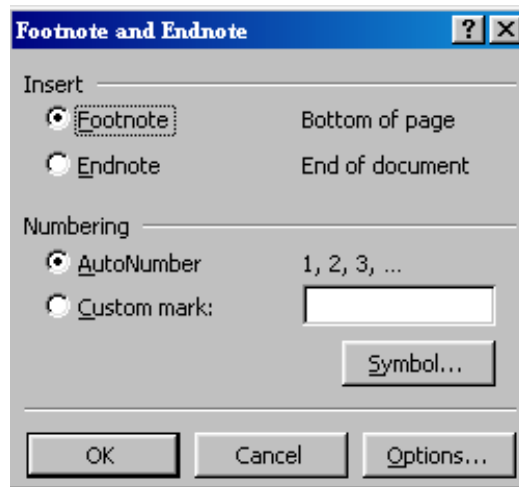 Footnote and Endnote
Insert
Footnote Bottom of page
Endnote End of document
Numbering
AutoNumber 1, 2, 3, ...
Custom mark:
Symbol...
OK Cancel Options...